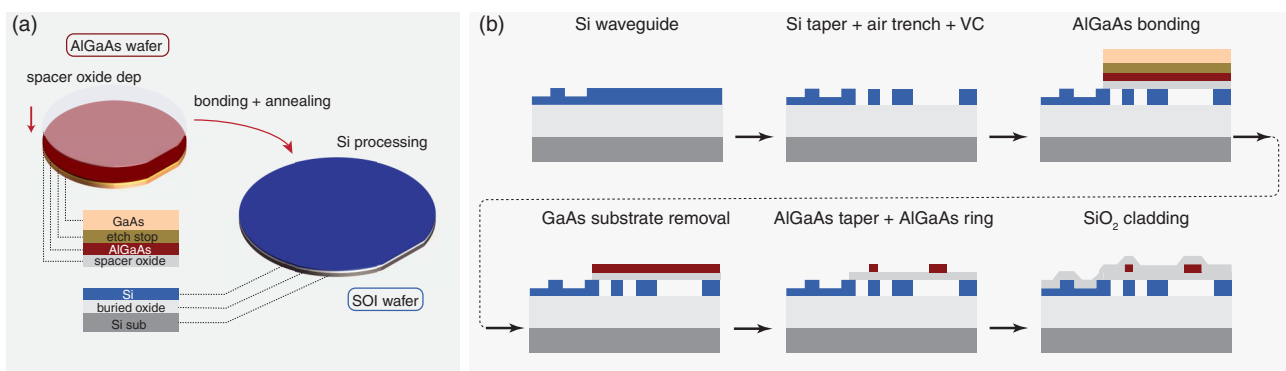 (a)
AlGaAs wafer
spacer oxide dep
bonding + annealing
Si processing
GaAs
etch stop
AlGaAs
spacer oxide
Si
buried oxide
Si sub
SOI wafer
(b)
Si waveguide
Si taper + air trench + VC
AlGaAs bonding
GaAs substrate removal
AlGaAs taper + AlGaAs ring
SiO₂ cladding